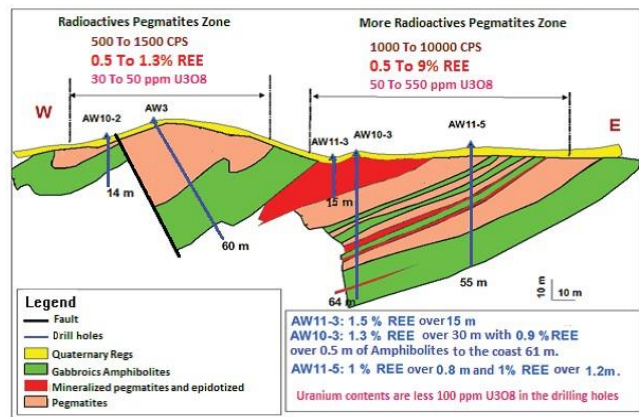 Radioactives Pegmatites Zone
500 To 1500 CPS
0.5 To 1.3% REE
30 To 50 ppm U3O8
More Radioactives Pegmatites Zone
1000 To 10000 CPS
0.5 To 9% REE
50 To 550 ppm U3O8
W
E
AW10-2
AW3
AW11-3
AW10-3
AW11-5
14 m
60 m
15 m
64 m
55 m
10 m
10 m
Legend
Fault
Drill holes
Quaternary Regs
Gabbroics Amphibolites
Mineralized pegmatites and epidotized
Pegmatites
AW11-3: 1.5 % REE over 15 m
AW10-3: 1.3 % REE over 30 m with 0.9 % REE
over 0.5 m of Amphibolites to the coast 61 m.
AW11-5: 1 % REE over 0.8 m and 1% REE over 1.2m.
Uranium contents are less 100 ppm U3O8 in the drilling holes